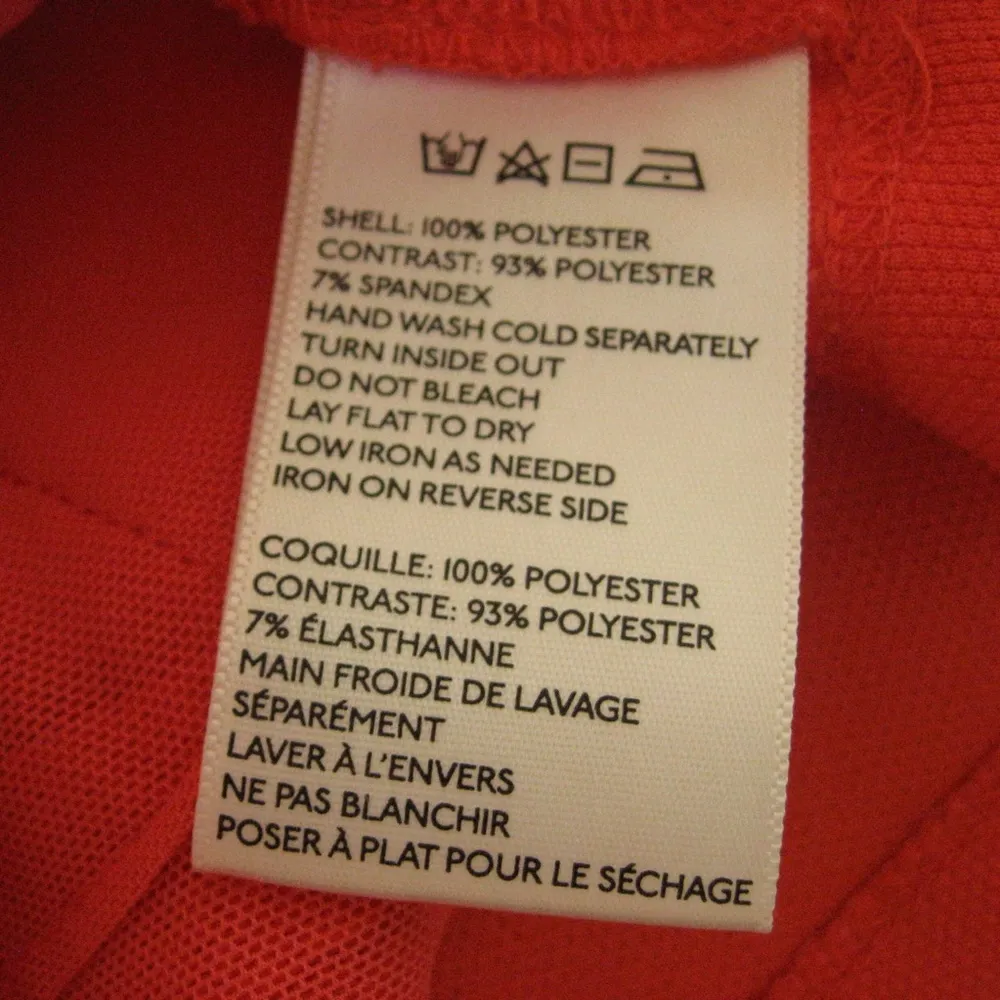 SHELL: 100% POLYESTER
CONTRAST: 93% POLYESTER
7% SPANDEX
HAND WASH COLD SEPARATELY
TURN INSIDE OUT
DO NOT BLEACH
LAY FLAT TO DRY
LOW IRON AS NEEDED
IRON ON REVERSE SIDE
COQUILLE: 100% POLYESTER
CONTRASTE: 93% POLYESTER
7% ÉLASTHANNE
MAIN FROIDE DE LAVAGE
SÉPARÉMENT
LAVER À L'ENVERS
NE PAS BLANCHIR
POSER À PLAT POUR LE SÉCHAGE